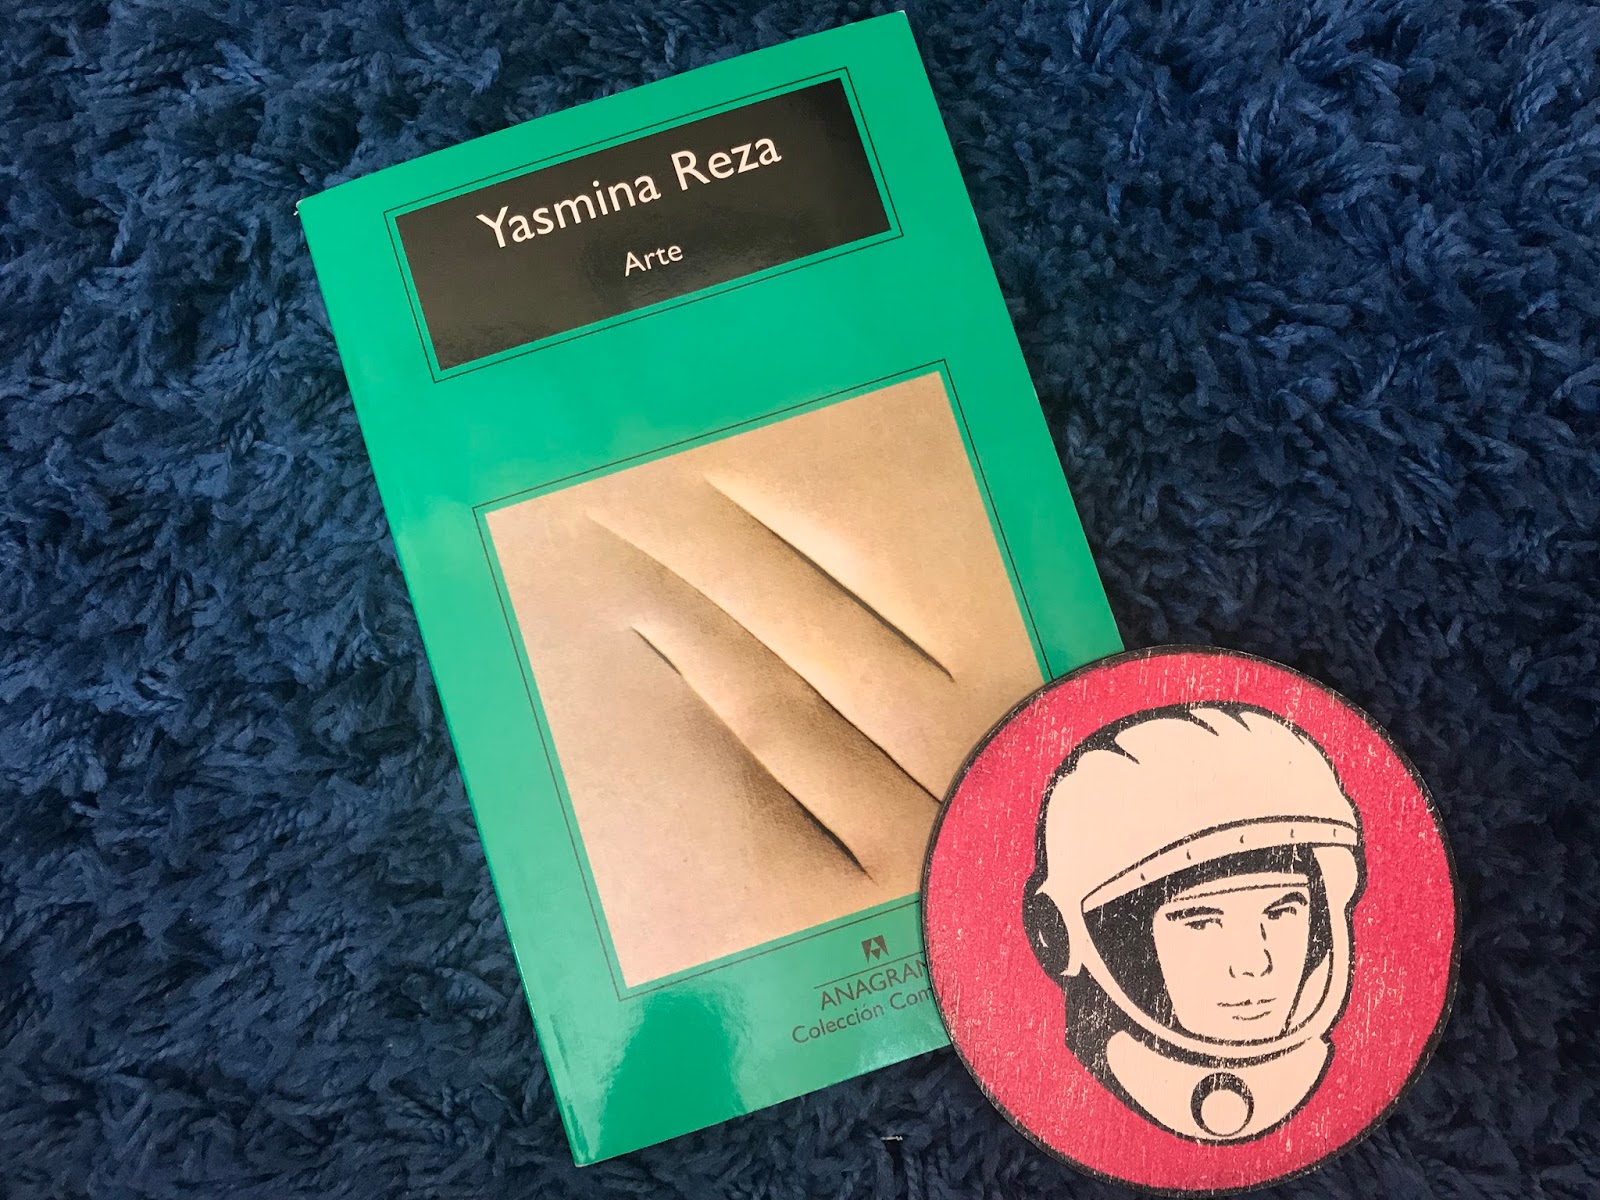 Yasmina Reza
Arte
ANAGRAM
Colección Com